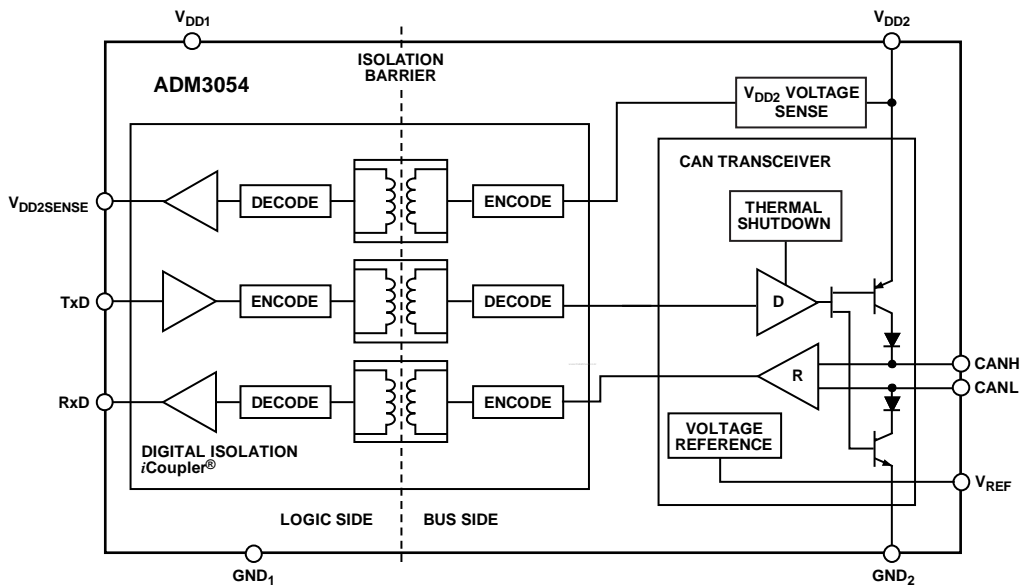 VDD1
VDD2
ADM3054
ISOLATION
BARRIER
VDD2 VOLTAGE
SENSE
CAN TRANSCEIVER
VDD2SENSE
DECODE
ENCODE
THERMAL
SHUTDOWN
TxD
ENCODE
DECODE
D
CANH
R
CANL
RxD
DECODE
ENCODE
VOLTAGE
REFERENCE
DIGITAL ISOLATION
iCoupler®
VREF
LOGIC SIDE
BUS SIDE
GND1
GND2